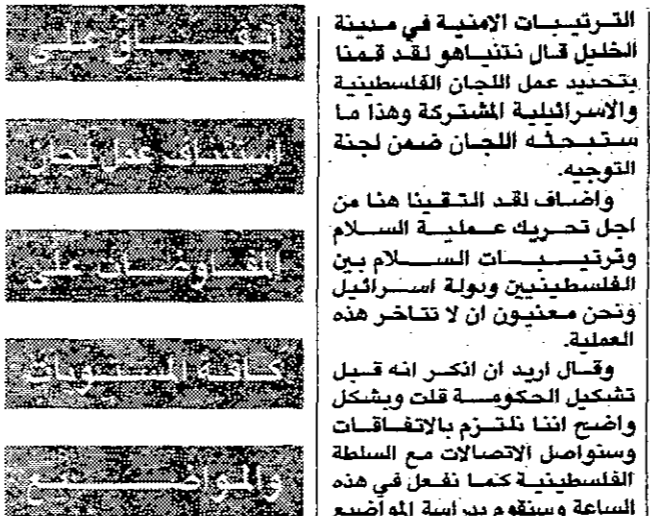 الترتيبات الامنية في مدينة
الخليل قال نتنياهو لقد قمنا
بتحديد عمل اللجان الفلسطينية
والاسرائيلية المشتركة وهذا ما
ستبحثه اللجان ضمن لجنة
التوجيه.
واضاف لقد التقينا هنا من
اجل تحريك عملية السلام
وترتيبات السلام بين
الفلسطينيين ودولة اسرائيل
ونحن معنيون ان لا تتاخر هذه
العملية.
وقال اريد ان اذكر انه قبل
تشكيل الحكومة قلت وبشكل
واضح اننا نلتزم بالاتفاقات
وسنواصل الاتصالات مع السلطة
الفلسطينية كما نفعل في هذه
الساعة وسنقوم بدراسة المواضيع
اتفاق على
استئناف عمل لجان
المفاوضات على
كافة المستويات
والمواضيع